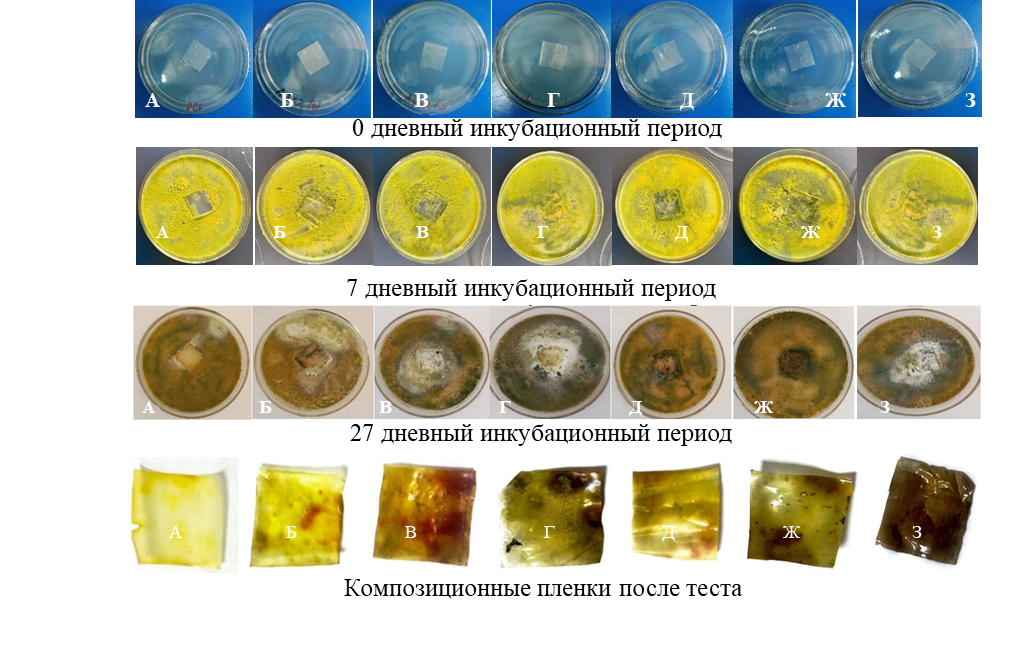 А Б В Г Д Ж З
0 дневный инкубационный период
А Б В Г Д Ж З
7 дневный инкубационный период
А Б В Г Д Ж З
27 дневный инкубационный период
А Б В Г Д Ж З
Композиционные пленки после теста